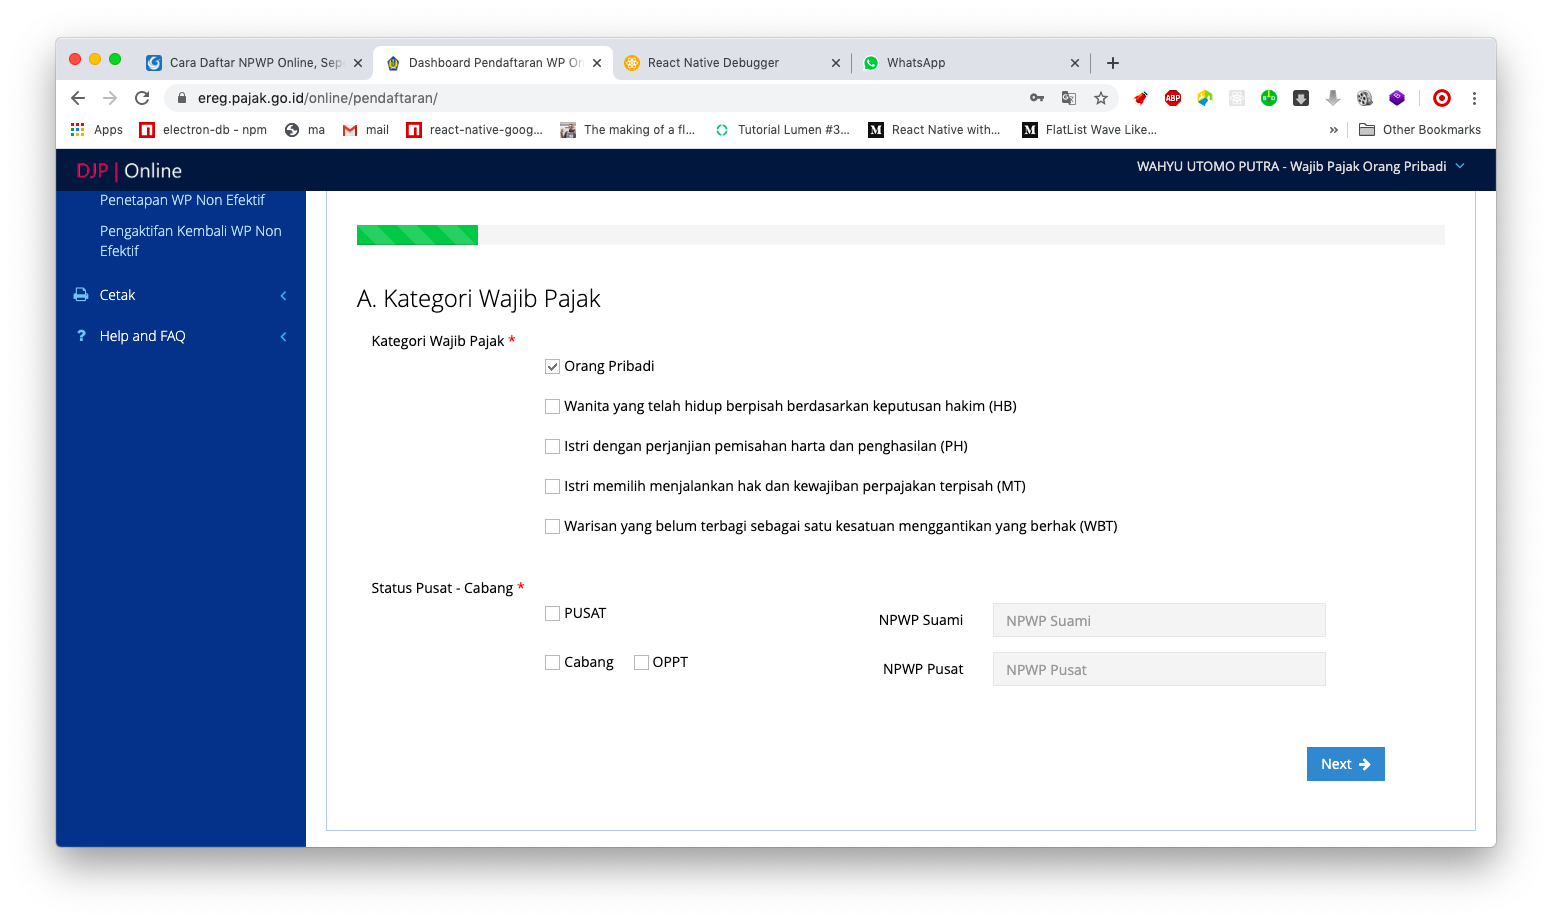 Cara Daftar NPWP Online, Sep
Dashboard Pendaftaran WP On
React Native Debugger
WhatsApp
ereg.pajak.go.id/online/pendaftaran/
ABP
Apps
electron-db - npm
ma
mail
react-native-goog...
The making of a fl...
Tutorial Lumen #3...
React Native with...
FlatList Wave Like...
»
Other Bookmarks
DJP | Online
WAHYU UTOMO PUTRA - Wajib Pajak Orang Pribadi
Penetapan WP Non Efektif
Pengaktifan Kembali WP Non
Efektif
Cetak
? Help and FAQ
A. Kategori Wajib Pajak
Kategori Wajib Pajak *
Orang Pribadi
Wanita yang telah hidup berpisah berdasarkan keputusan hakim (HB)
Istri dengan perjanjian pemisahan harta dan penghasilan (PH)
Istri memilih menjalankan hak dan kewajiban perpajakan terpisah (MT)
Warisan yang belum terbagi sebagai satu kesatuan menggantikan yang berhak (WBT)
Status Pusat - Cabang *
PUSAT
NPWP Suami
NPWP Suami
Cabang
OPPT
NPWP Pusat
NPWP Pusat
Next